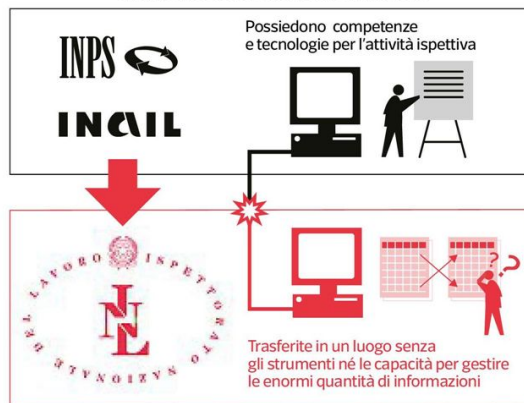 INPS
INAIL
Possiedono competenze
e tecnologie per l'attività ispettiva
ISPETTORATO NAZIONALE DEL LAVORO
INL
? ?
Trasferite in un luogo senza
gli strumenti né le capacità per gestire
le enormi quantità di informazioni